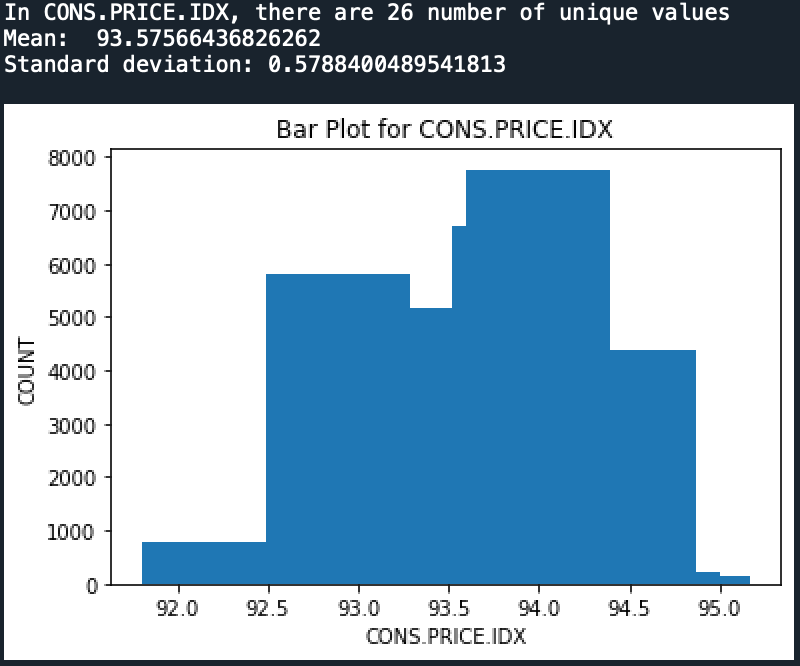 In CONS.PRICE.IDX, there are 26 number of unique values
Mean:  93.57566436826262
Standard deviation: 0.5788400489541813
Bar Plot for CONS.PRICE.IDX
8000
7000
6000
5000
4000
3000
2000
1000
0
COUNT
92.0 92.5 93.0 93.5 94.0 94.5 95.0
CONS.PRICE.IDX